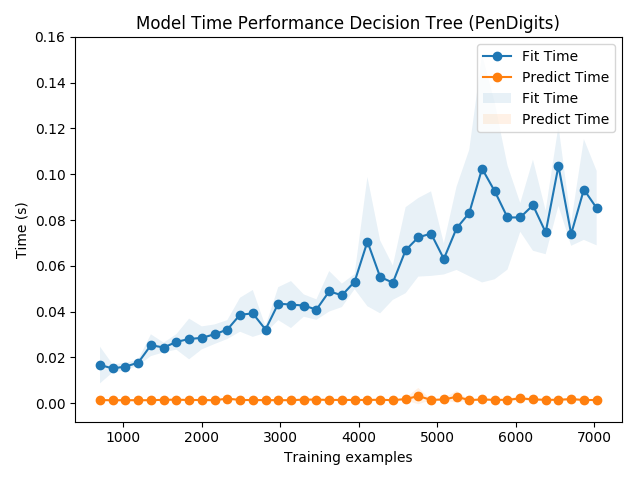 Model Time Performance Decision Tree (PenDigits)
0.16
0.14
0.12
0.10
0.08
0.06
0.04
0.02
0.00
Time (s)
Fit Time
Predict Time
Fit Time
Predict Time
1000 2000 3000 4000 5000 6000 7000
Training examples